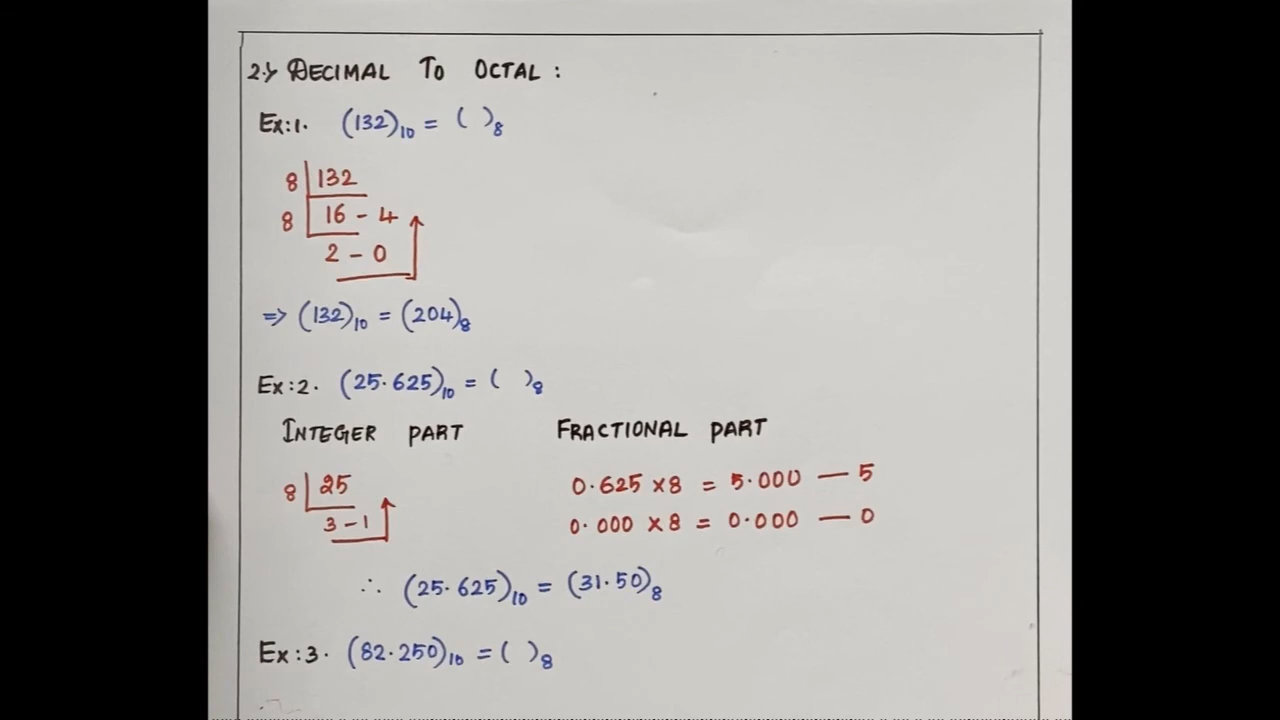 2.> DECIMAL TO OCTAL :
Ex:1. (132)₁₀ = ( )₈
8 | 132
8 | 16 - 4
2 - 0
⇒ (132)₁₀ = (204)₈
Ex:2. (25.625)₁₀ = ( )₈
INTEGER PART FRACTIONAL PART
8 | 25
3 - 1
0.625 × 8 = 5.000 — 5
0.000 × 8 = 0.000 — 0
∴ (25.625)₁₀ = (31.50)₈
Ex:3. (82.250)₁₀ = ( )₈